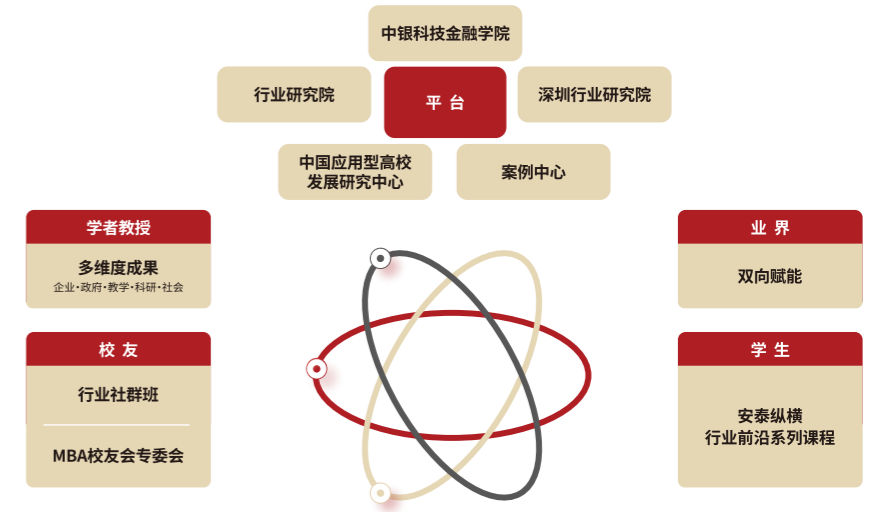 中银科技金融学院
行业研究院
平 台
深圳行业研究院
中国应用型高校
发展研究中心
案例中心
学者教授
多维度成果
企业·政府·教学·科研·社会
校 友
行业社群班
MBA校友会专委会
业 界
双向赋能
学 生
安泰纵横
行业前沿系列课程